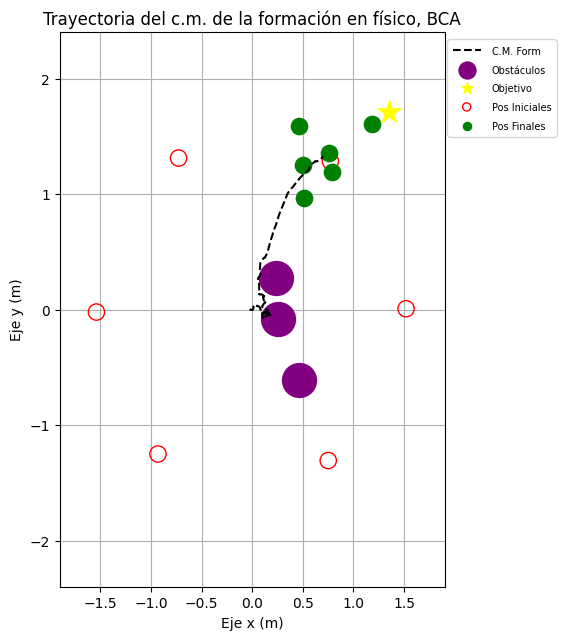 Trayectoria del c.m. de la formación en físico, BCA
C.M. Form
Obstáculos
Objetivo
Pos Iniciales
Pos Finales
Eje y (m)
2
1
0
−1
−2
−1.5
−1.0
−0.5
0.0
0.5
1.0
1.5
Eje x (m)